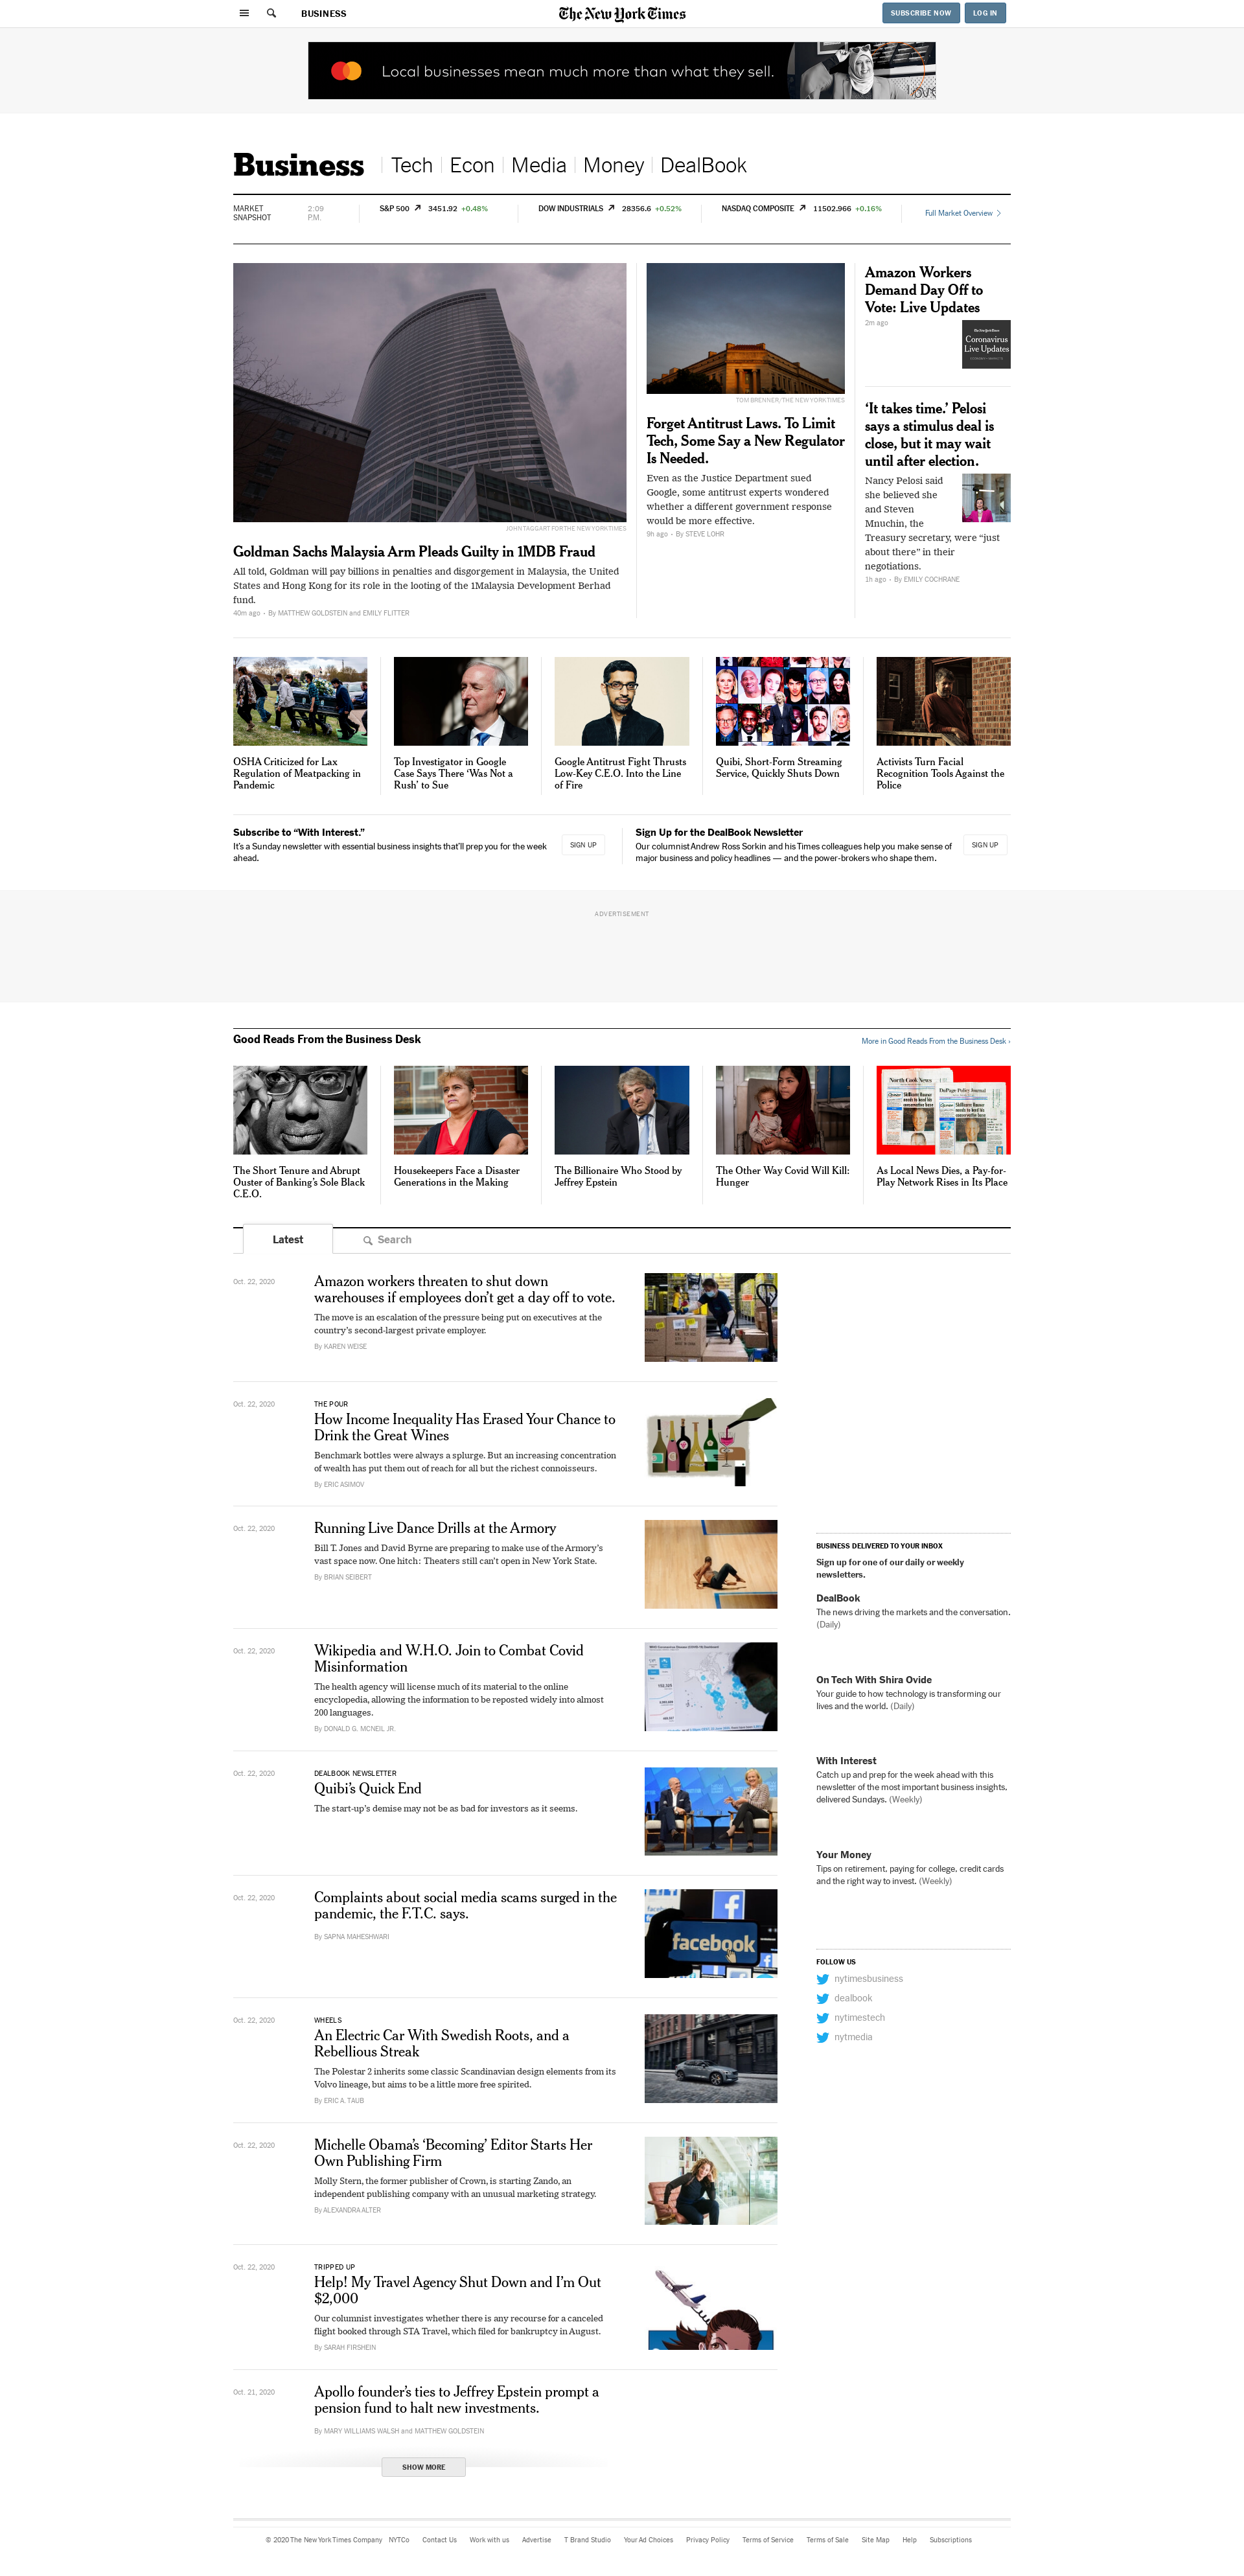 BUSINESS
The New York Times
SUBSCRIBE NOW
LOG IN
Local businesses mean much more than what they sell.
Business
Tech
Econ
Media
Money
DealBook
MARKET
SNAPSHOT
2:09
P.M.
S&P 500 3451.92 +0.48%
DOW INDUSTRIALS 28356.6 +0.52%
NASDAQ COMPOSITE 11502.966 +0.16%
Full Market Overview
JOHN TAGGART FOR THE NEW YORK TIMES
Goldman Sachs Malaysia Arm Pleads Guilty in 1MDB Fraud
All told, Goldman will pay billions in penalties and disgorgement in Malaysia, the United
States and Hong Kong for its role in the looting of the 1Malaysia Development Berhad
fund.
40m ago • By MATTHEW GOLDSTEIN and EMILY FLITTER
TOM BRENNER/THE NEW YORK TIMES
Forget Antitrust Laws. To Limit
Tech, Some Say a New Regulator
Is Needed.
Even as the Justice Department sued
Google, some antitrust experts wondered
whether a different government response
would be more effective.
9h ago • By STEVE LOHR
Amazon Workers
Demand Day Off to
Vote: Live Updates
2m ago
The New York Times
Coronavirus
Live Updates
‘It takes time.’ Pelosi
says a stimulus deal is
close, but it may wait
until after election.
Nancy Pelosi said
she believed she
and Steven
Mnuchin, the
Treasury secretary, were “just
about there” in their
negotiations.
1h ago • By EMILY COCHRANE
OSHA Criticized for Lax
Regulation of Meatpacking in
Pandemic
Top Investigator in Google
Case Says There ‘Was Not a
Rush’ to Sue
Google Antitrust Fight Thrusts
Low-Key C.E.O. Into the Line
of Fire
Quibi, Short-Form Streaming
Service, Quickly Shuts Down
Activists Turn Facial
Recognition Tools Against the
Police
Subscribe to “With Interest.”
It’s a Sunday newsletter with essential business insights that’ll prep you for the week
ahead.
SIGN UP
Sign Up for the DealBook Newsletter
Our columnist Andrew Ross Sorkin and his Times colleagues help you make sense of
major business and policy headlines — and the power-brokers who shape them.
SIGN UP
ADVERTISEMENT
Good Reads From the Business Desk
More in Good Reads From the Business Desk ›
North Cook News
DuPage Policy Journal
The Short Tenure and Abrupt
Ouster of Banking’s Sole Black
C.E.O.
Housekeepers Face a Disaster
Generations in the Making
The Billionaire Who Stood by
Jeffrey Epstein
The Other Way Covid Will Kill:
Hunger
As Local News Dies, a Pay-for-
Play Network Rises in Its Place
Latest
Search
Oct. 22, 2020
Amazon workers threaten to shut down
warehouses if employees don’t get a day off to vote.
The move is an escalation of the pressure being put on executives at the
country’s second-largest private employer.
By KAREN WEISE
Oct. 22, 2020
THE POUR
How Income Inequality Has Erased Your Chance to
Drink the Great Wines
Benchmark bottles were always a splurge. But an increasing concentration
of wealth has put them out of reach for all but the richest connoisseurs.
By ERIC ASIMOV
Oct. 22, 2020
Running Live Dance Drills at the Armory
Bill T. Jones and David Byrne are preparing to make use of the Armory’s
vast space now. One hitch: Theaters still can’t open in New York State.
By BRIAN SEIBERT
Oct. 22, 2020
Wikipedia and W.H.O. Join to Combat Covid
Misinformation
The health agency will license much of its material to the online
encyclopedia, allowing the information to be reposted widely into almost
200 languages.
By DONALD G. MCNEIL JR.
Oct. 22, 2020
DEALBOOK NEWSLETTER
Quibi’s Quick End
The start-up’s demise may not be as bad for investors as it seems.
Oct. 22, 2020
Complaints about social media scams surged in the
pandemic, the F.T.C. says.
By SAPNA MAHESHWARI
facebook
Oct. 22, 2020
WHEELS
An Electric Car With Swedish Roots, and a
Rebellious Streak
The Polestar 2 inherits some classic Scandinavian design elements from its
Volvo lineage, but aims to be a little more free spirited.
By ERIC A. TAUB
Oct. 22, 2020
Michelle Obama’s ‘Becoming’ Editor Starts Her
Own Publishing Firm
Molly Stern, the former publisher of Crown, is starting Zando, an
independent publishing company with an unusual marketing strategy.
By ALEXANDRA ALTER
Oct. 22, 2020
TRIPPED UP
Help! My Travel Agency Shut Down and I’m Out
$2,000
Our columnist investigates whether there is any recourse for a canceled
flight booked through STA Travel, which filed for bankruptcy in August.
By SARAH FIRSHEIN
Oct. 21, 2020
Apollo founder’s ties to Jeffrey Epstein prompt a
pension fund to halt new investments.
By MARY WILLIAMS WALSH and MATTHEW GOLDSTEIN
SHOW MORE
BUSINESS DELIVERED TO YOUR INBOX
Sign up for one of our daily or weekly
newsletters.
DealBook
The news driving the markets and the conversation.
(Daily)
On Tech With Shira Ovide
Your guide to how technology is transforming our
lives and the world. (Daily)
With Interest
Catch up and prep for the week ahead with this
newsletter of the most important business insights,
delivered Sundays. (Weekly)
Your Money
Tips on retirement, paying for college, credit cards
and the right way to invest. (Weekly)
FOLLOW US
nytimesbusiness
dealbook
nytimestech
nytmedia
© 2020 The New York Times Company NYTCo Contact Us Work with us Advertise T Brand Studio Your Ad Choices Privacy Policy Terms of Service Terms of Sale Site Map Help Subscriptions